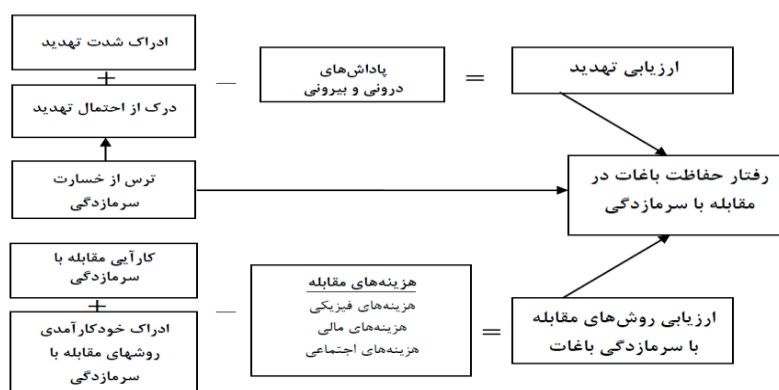 ادراک شدت تهدید
+
درک از احتمال تهدید
–
پاداش‌های
درونی و بیرونی
=
ارزیابی تهدید
ترس از خسارت
سرمازدگی
رفتار حفاظت باغات در
مقابله با سرمازدگی
کارآیی مقابله با
سرمازدگی
+
ادراک خودکارآمدی
روشهای مقابله با
سرمازدگی
–
هزینه‌های مقابله
هزینه‌های فیزیکی
هزینه‌های مالی
هزینه‌های اجتماعی
=
ارزیابی روش‌های مقابله
با سرمازدگی باغات